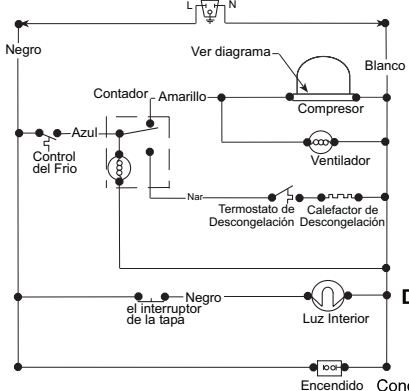 L N
Negro
Ver diagrama
Blanco
Contador
Amarillo
Compresor
Azul
Control
del Frio
Ventilador
Nar
Termostato de
Descongelación
Calefactor de
Descongelación
Negro
el interruptor
de la tapa
Luz Interior
D
Encendido
Cone